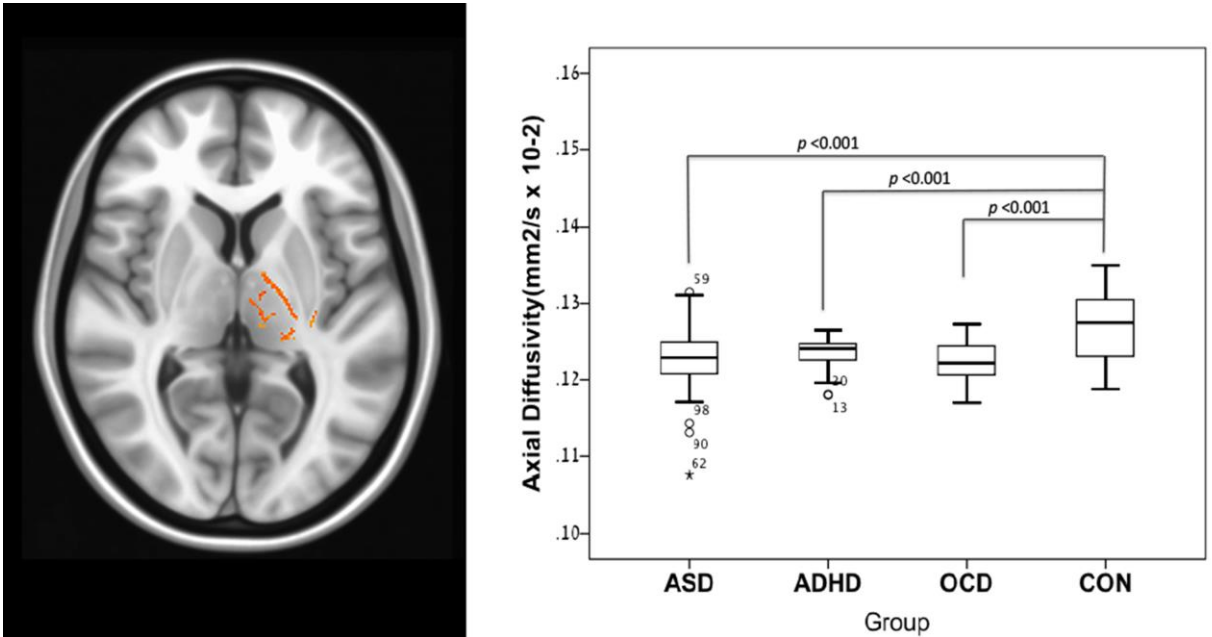 Axial Diffusivity(mm2/s x 10-2)
.16
.15
.14
.13
.12
.11
.10
p <0.001
p <0.001
p <0.001
59
98
90
62
20
13
ASD ADHD OCD CON
Group